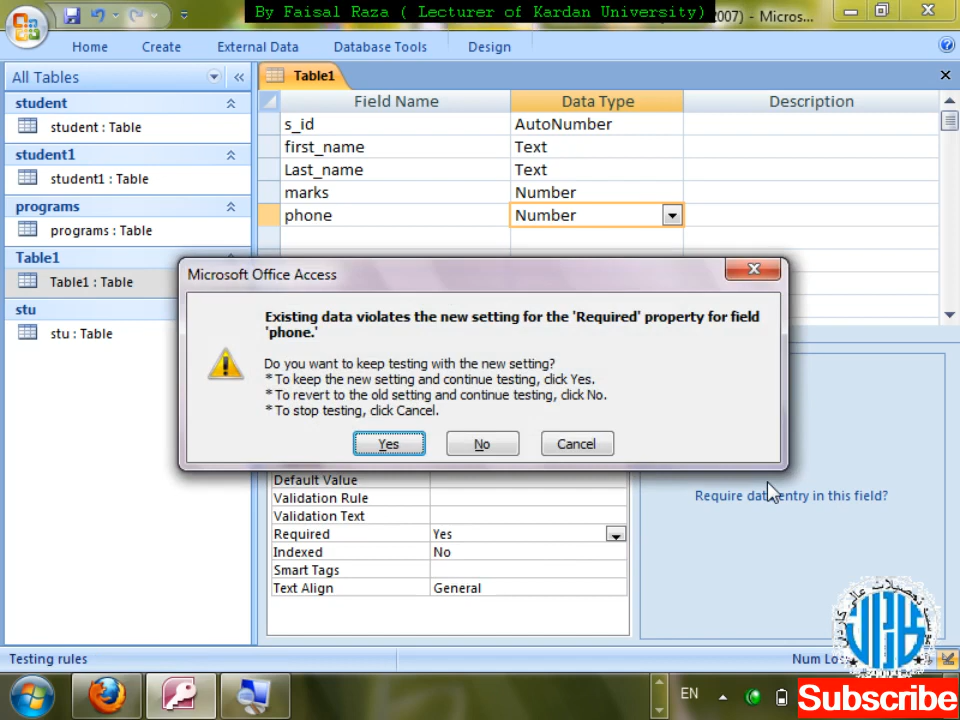 By Faisal Raza ( Lecturer of Kardan University)
2007) - Micros...
Home Create External Data Database Tools Design
All Tables
student
student : Table
student1
student1 : Table
programs
programs : Table
Table1
Table1 : Table
stu
stu : Table
Table1
Field Name Data Type Description
s_id AutoNumber
first_name Text
Last_name Text
marks Number
phone Number
Microsoft Office Access
Existing data violates the new setting for the 'Required' property for field
'phone.'
Do you want to keep testing with the new setting?
* To keep the new setting and continue testing, click Yes.
* To revert to the old setting and continue testing, click No.
* To stop testing, click Cancel.
Yes No Cancel
Default Value
Validation Rule
Validation Text
Required Yes
Indexed No
Smart Tags
Text Align General
Require data entry in this field?
Testing rules
Num Lo
EN
Subscribe